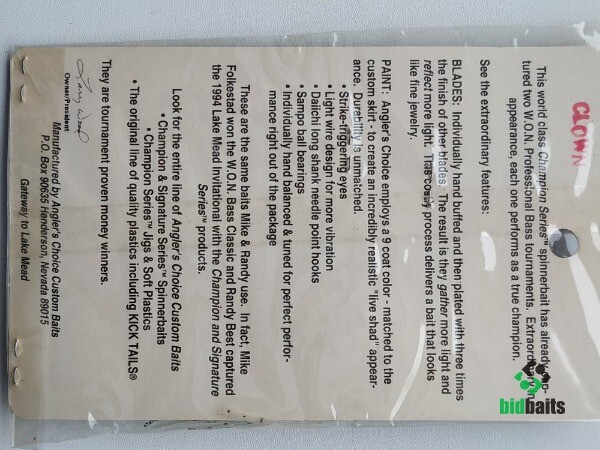 CLOWN
This world class Champion Series™ spinnerbait has already
tured two W.O.N. Professional Bass tournaments. Extraordinary in
appearance, each one performs as a true champion.
See the extraordinary features:
BLADES: Individually hand buffed and then plated with three times
the finish of other blades. The result is they gather more light and
reflect more light. This costly process delivers a bait that looks
like fine jewelry.
PAINT: Angler's Choice employs a 9 coat color - matched to the
custom skirt - to create an incredibly realistic "live shad" appear-
ance. Durability is unmatched.
• Strike-triggering eyes
• Light wire design for more vibration
• Daiichi long shank needle point hooks
• Sampo ball bearings
• Individually hand balanced & tuned for perfect perfor-
mance right out of the package
These are the same baits Mike & Randy use. In fact, Mike
Folkestad won the W.O.N. Bass Classic and Randy Best captured
the 1994 Lake Mead Invitational with the Champion and Signature
Series™ products.
Look for the entire line of Angler's Choice Custom Baits
• Champion & Signature Series™ Spinnerbaits
• Champion Series™ Jigs & Soft Plastics
• The original line of quality plastics including KICK TAILS®
They are tournament proven money winners.
Larry Wood
Owner/President
Manufactured by Angler's Choice Custom Baits
P.O. Box 90635 Henderson, Nevada 89015
Gateway to Lake Mead
bidbaits